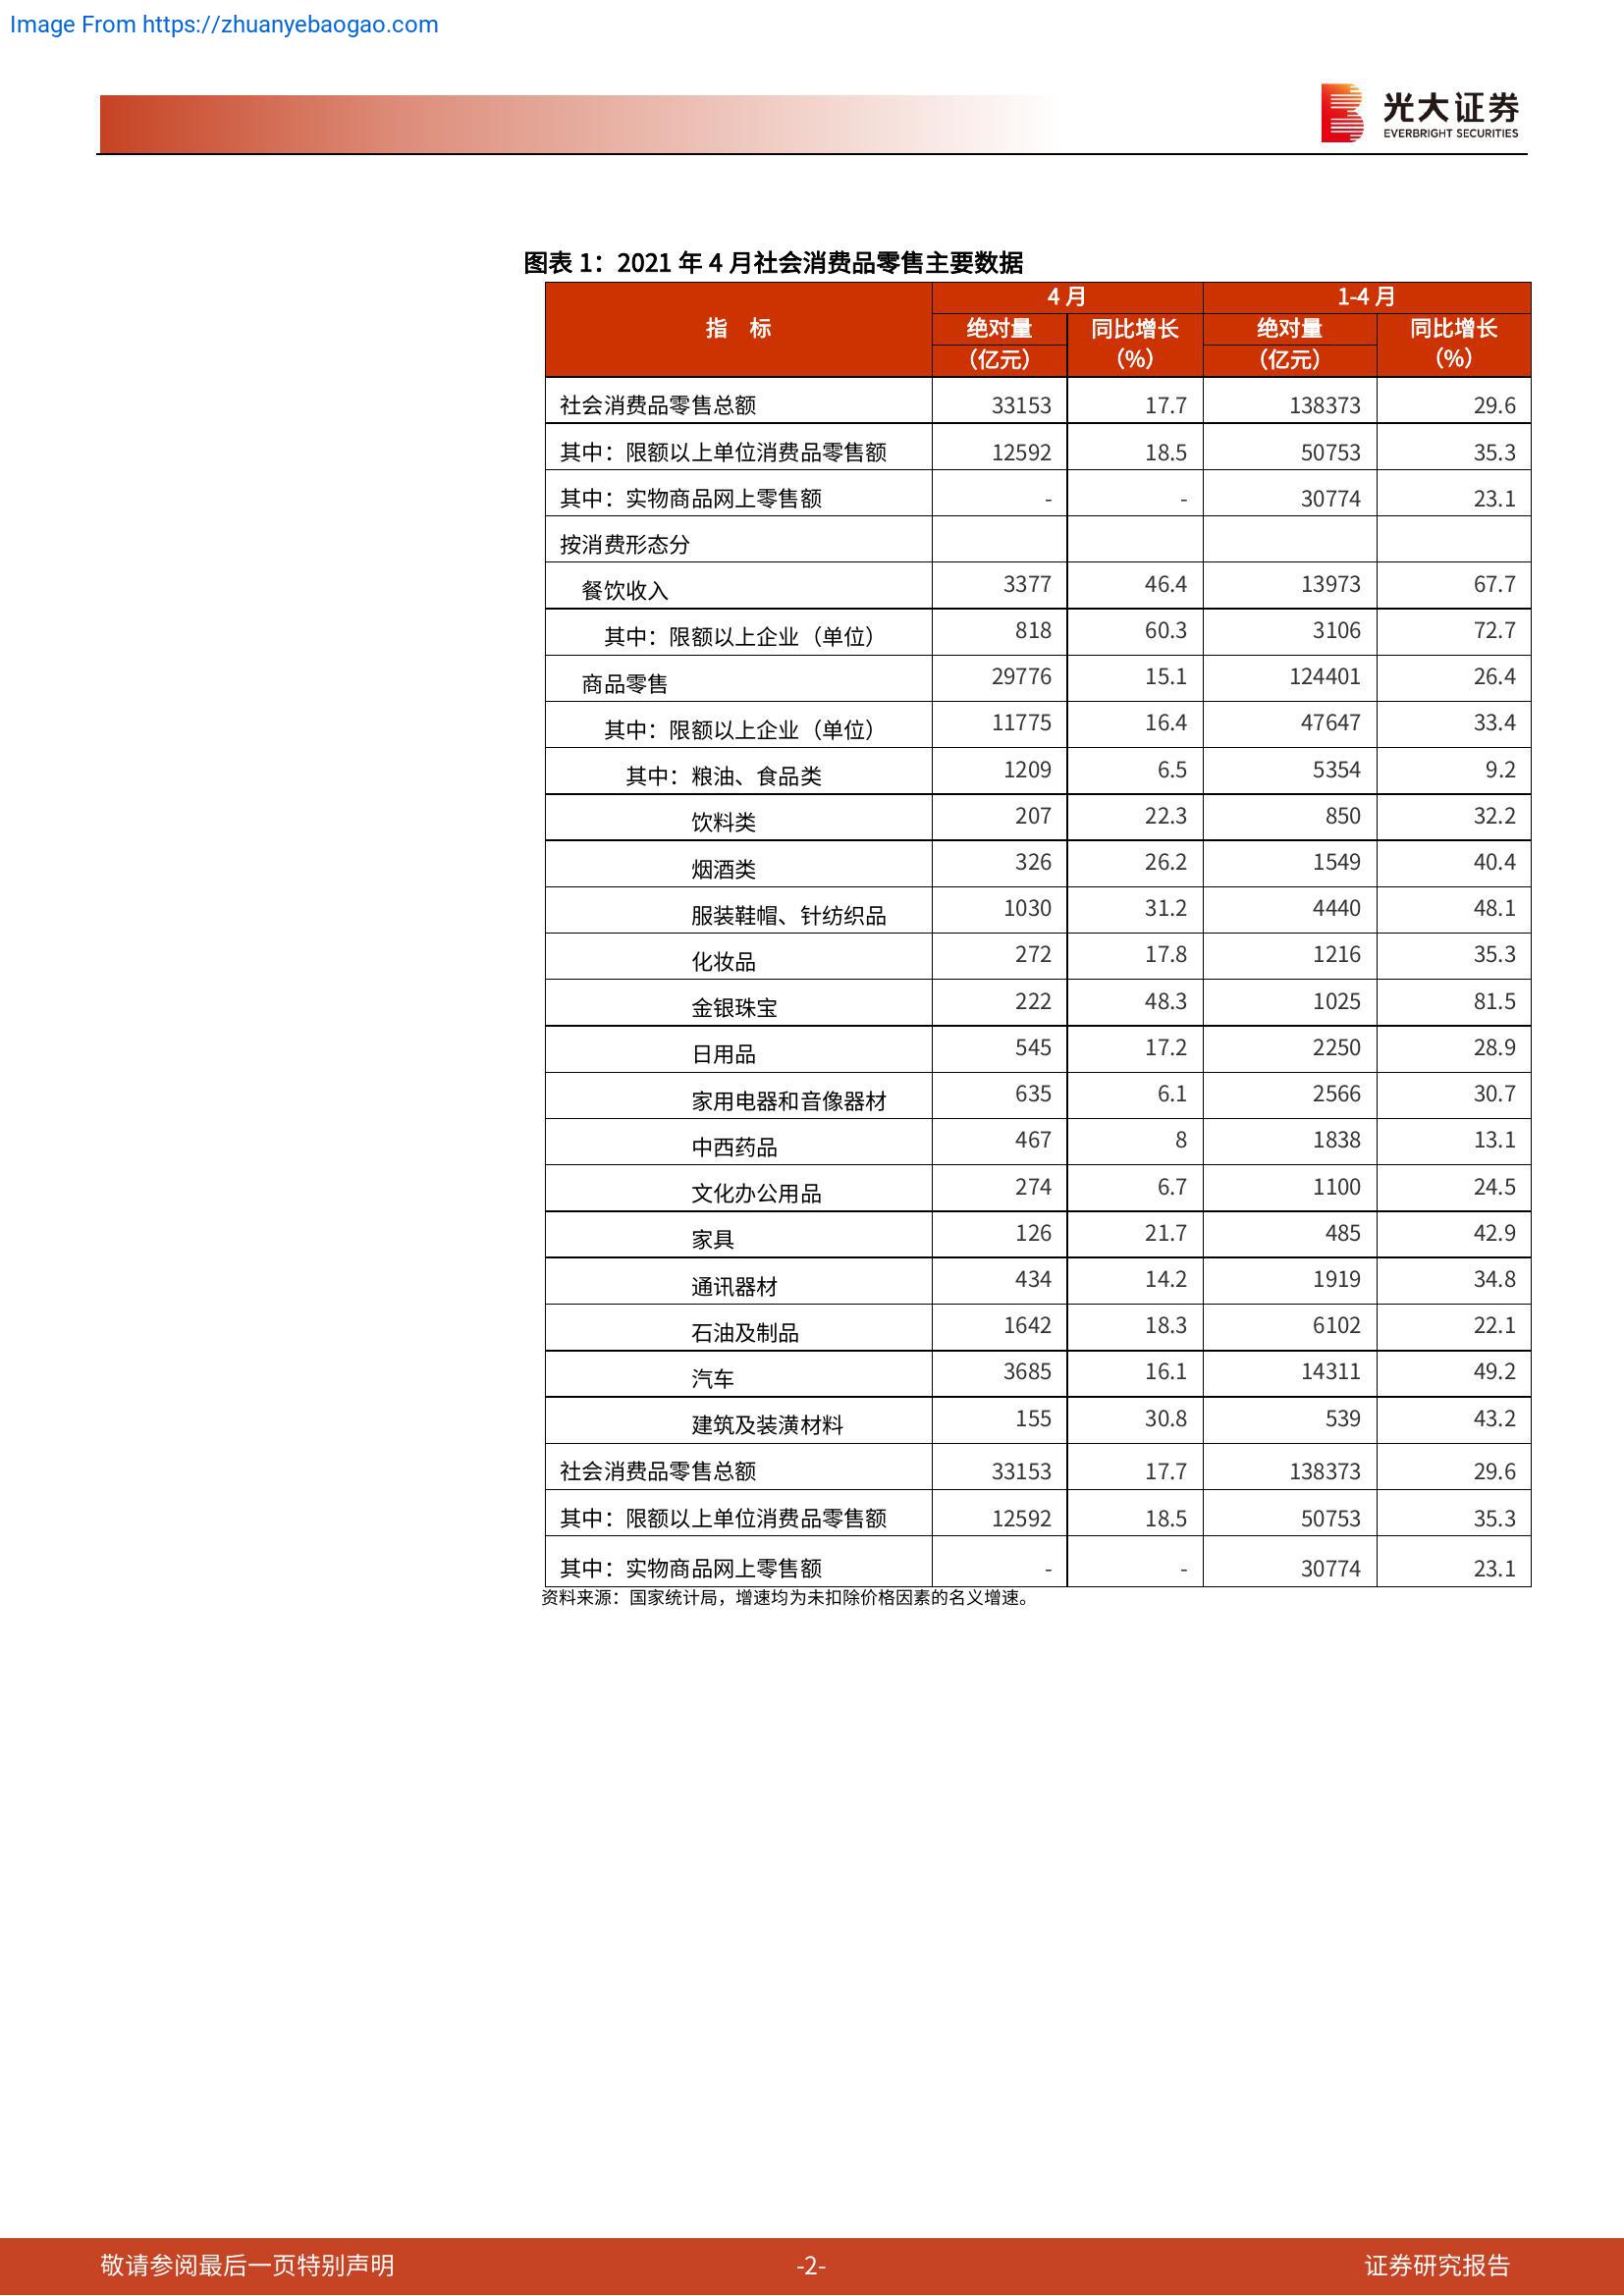 Image From https://zhuanyebaogao.com
光大证券
EVERBRIGHT SECURITIES
图表 1：2021 年 4 月社会消费品零售主要数据
指 标 4 月 1-4 月
绝对量 同比增长 绝对量 同比增长
（亿元） （%） （亿元） （%）
社会消费品零售总额 33153 17.7 138373 29.6
其中：限额以上单位消费品零售额 12592 18.5 50753 35.3
其中：实物商品网上零售额 - - 30774 23.1
按消费形态分
餐饮收入 3377 46.4 13973 67.7
其中：限额以上企业（单位） 818 60.3 3106 72.7
商品零售 29776 15.1 124401 26.4
其中：限额以上企业（单位） 11775 16.4 47647 33.4
其中：粮油、食品类 1209 6.5 5354 9.2
饮料类 207 22.3 850 32.2
烟酒类 326 26.2 1549 40.4
服装鞋帽、针纺织品 1030 31.2 4440 48.1
化妆品 272 17.8 1216 35.3
金银珠宝 222 48.3 1025 81.5
日用品 545 17.2 2250 28.9
家用电器和音像器材 635 6.1 2566 30.7
中西药品 467 8 1838 13.1
文化办公用品 274 6.7 1100 24.5
家具 126 21.7 485 42.9
通讯器材 434 14.2 1919 34.8
石油及制品 1642 18.3 6102 22.1
汽车 3685 16.1 14311 49.2
建筑及装潢材料 155 30.8 539 43.2
社会消费品零售总额 33153 17.7 138373 29.6
其中：限额以上单位消费品零售额 12592 18.5 50753 35.3
其中：实物商品网上零售额 - - 30774 23.1
资料来源：国家统计局，增速均为未扣除价格因素的名义增速。
敬请参阅最后一页特别声明 -2- 证券研究报告